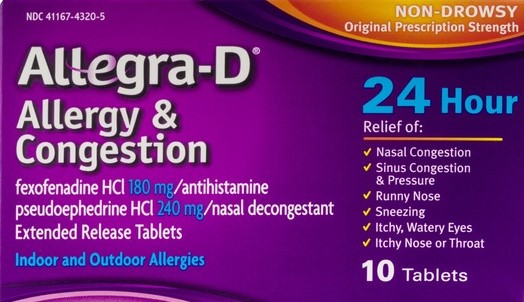 NDC 41167-4320-5
NON-DROWSY
Original Prescription Strength
Allegra-D®
Allergy &
Congestion
fexofenadine HCl 180 mg/antihistamine
pseudoephedrine HCl 240 mg/nasal decongestant
Extended Release Tablets
Indoor and Outdoor Allergies
24 Hour
Relief of:
✓ Nasal Congestion
✓ Sinus Congestion
& Pressure
✓ Runny Nose
✓ Sneezing
✓ Itchy, Watery Eyes
✓ Itchy Nose or Throat
10 Tablets